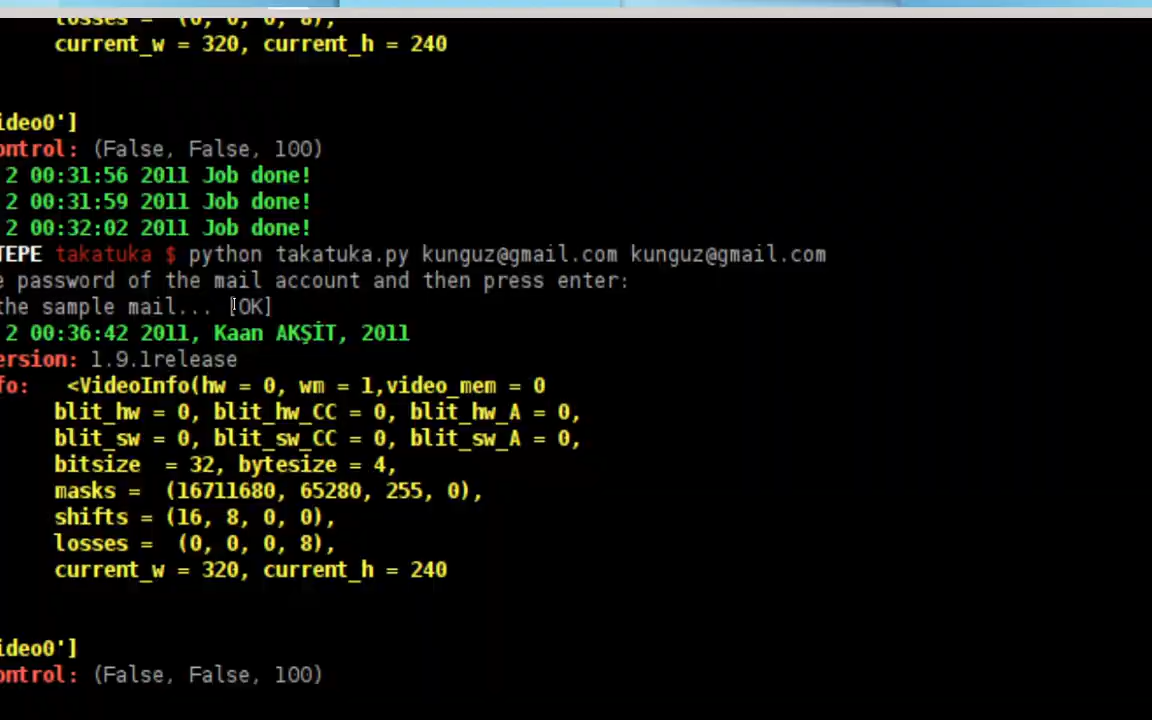 losses =  (0, 0, 0, 8),
current_w = 320, current_h = 240
ideo0']
ontrol: (False, False, 100)
2 00:31:56 2011 Job done!
2 00:31:59 2011 Job done!
2 00:32:02 2011 Job done!
TEPE takatuka $ python takatuka.py kunguz@gmail.com kunguz@gmail.com
e password of the mail account and then press enter:
the sample mail... [OK]
2 00:36:42 2011, Kaan AKŞİT, 2011
ersion: 1.9.1release
fo:   <VideoInfo(hw = 0, wm = 1,video_mem = 0
blit_hw = 0, blit_hw_CC = 0, blit_hw_A = 0,
blit_sw = 0, blit_sw_CC = 0, blit_sw_A = 0,
bitsize  = 32, bytesize = 4,
masks =  (16711680, 65280, 255, 0),
shifts = (16, 8, 0, 0),
losses =  (0, 0, 0, 8),
current_w = 320, current_h = 240
ideo0']
ontrol: (False, False, 100)